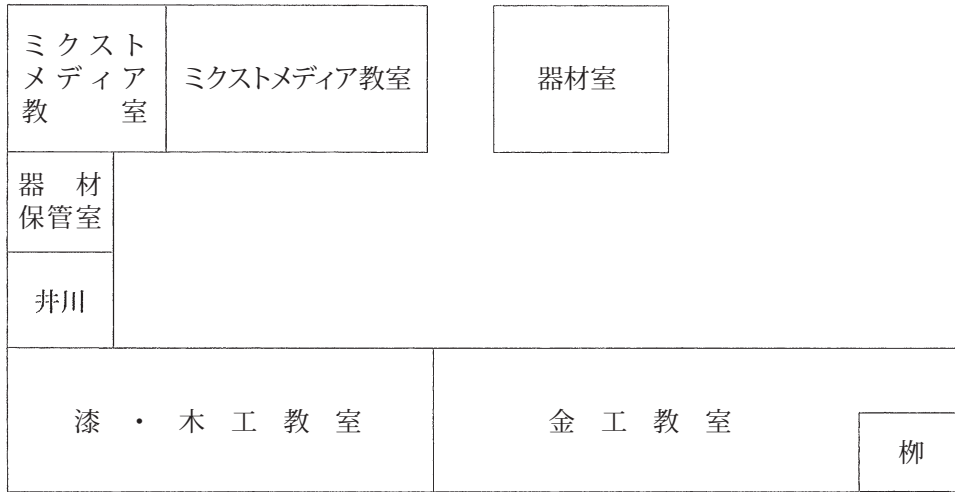 ミクスト
メディア
教室
ミクストメディア教室
器材室
器材
保管室
井川
漆・木工教室
金工教室
栁